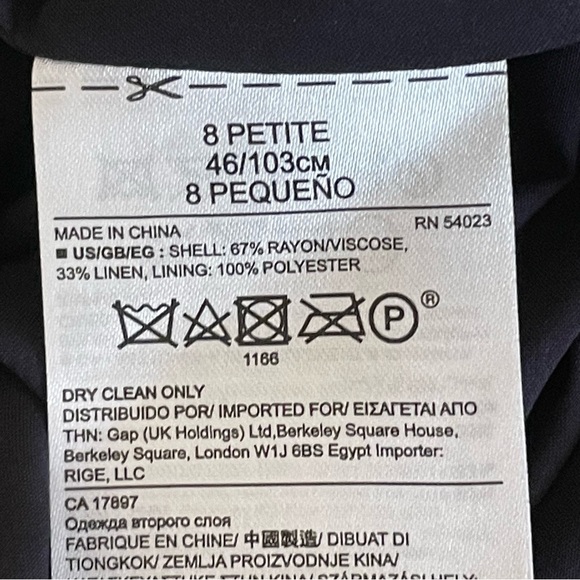 8 PETITE
46/103CM
8 PEQUEÑO
RN 54023
MADE IN CHINA
US/GB/EG : SHELL: 67% RAYON/VISCOSE,
33% LINEN, LINING: 100% POLYESTER
P ®
1166
DRY CLEAN ONLY
DISTRIBUIDO POR/ IMPORTED FOR/ ΕΙΣΑΓΕΤΑΙ ΑΠΟ
ΤΗΝ: Gap (UK Holdings) Ltd,Berkeley Square House,
Berkeley Square, London W1J 6BS Egypt Importer:
RIGE, LLC
CA 17897
Одежда второго слоя
FABRIQUE EN CHINE/ 中國製造/ DIBUAT DI
TIONGKOK/ ZEMLJA PROIZVODNJE KINA/